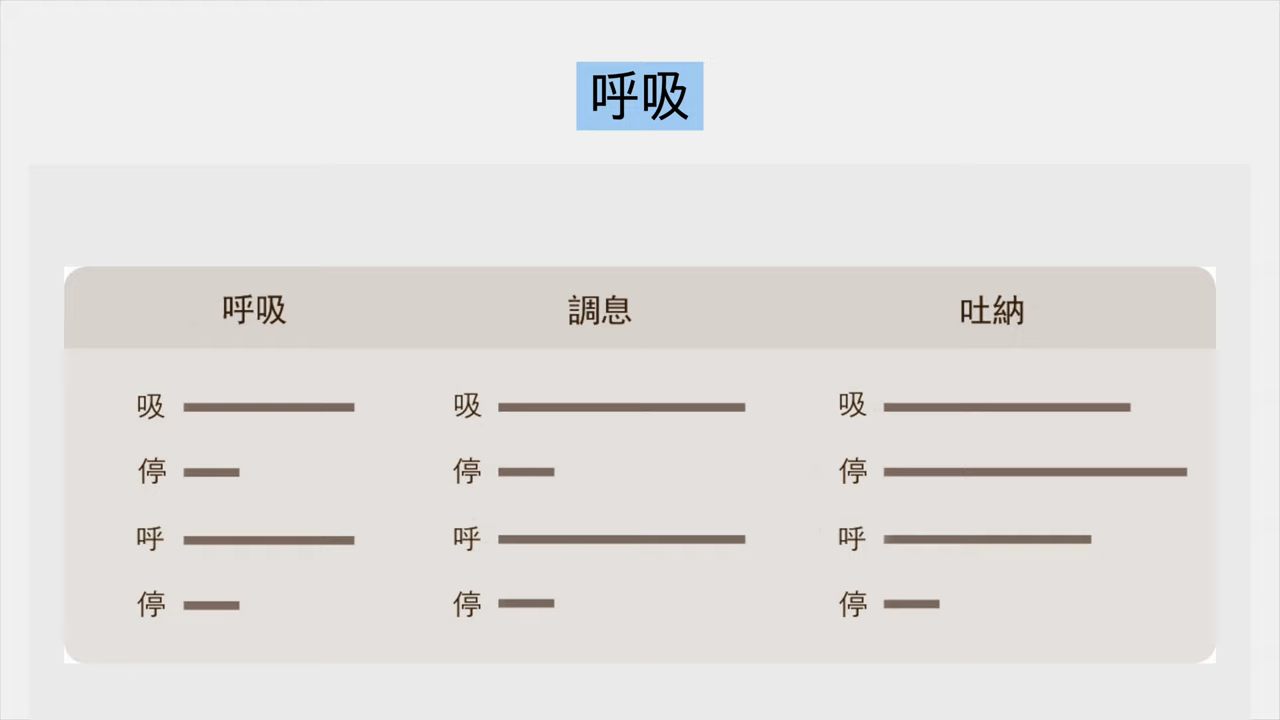 呼吸
呼吸 調息 吐納
吸 吸 吸
停 停 停
呼 呼 呼
停 停 停